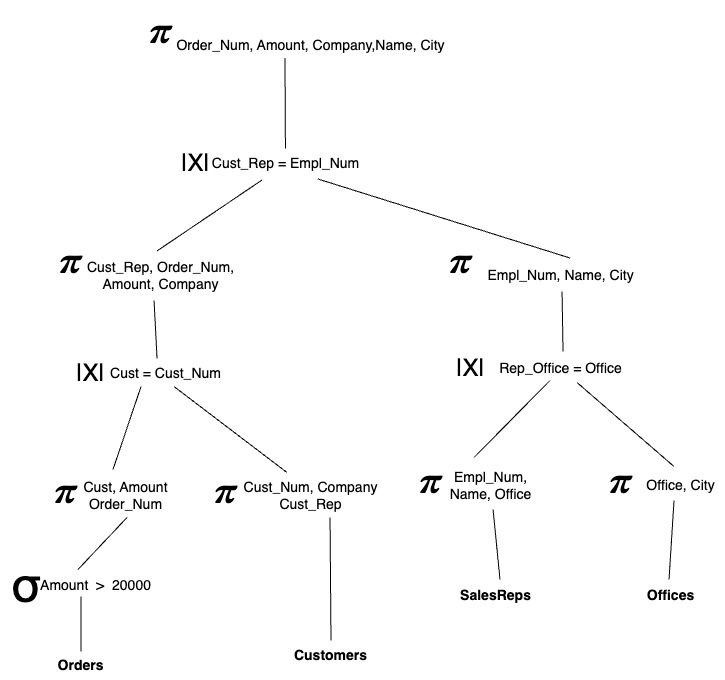 π Order_Num, Amount, Company,Name, City
|X| Cust_Rep = Empl_Num
π Cust_Rep, Order_Num,
Amount, Company
π Empl_Num, Name, City
|X| Cust = Cust_Num
|X| Rep_Office = Office
π Cust, Amount
Order_Num
π Cust_Num, Company
Cust_Rep
π Empl_Num,
Name, Office
π Office, City
σ Amount > 20000
SalesReps
Offices
Customers
Orders